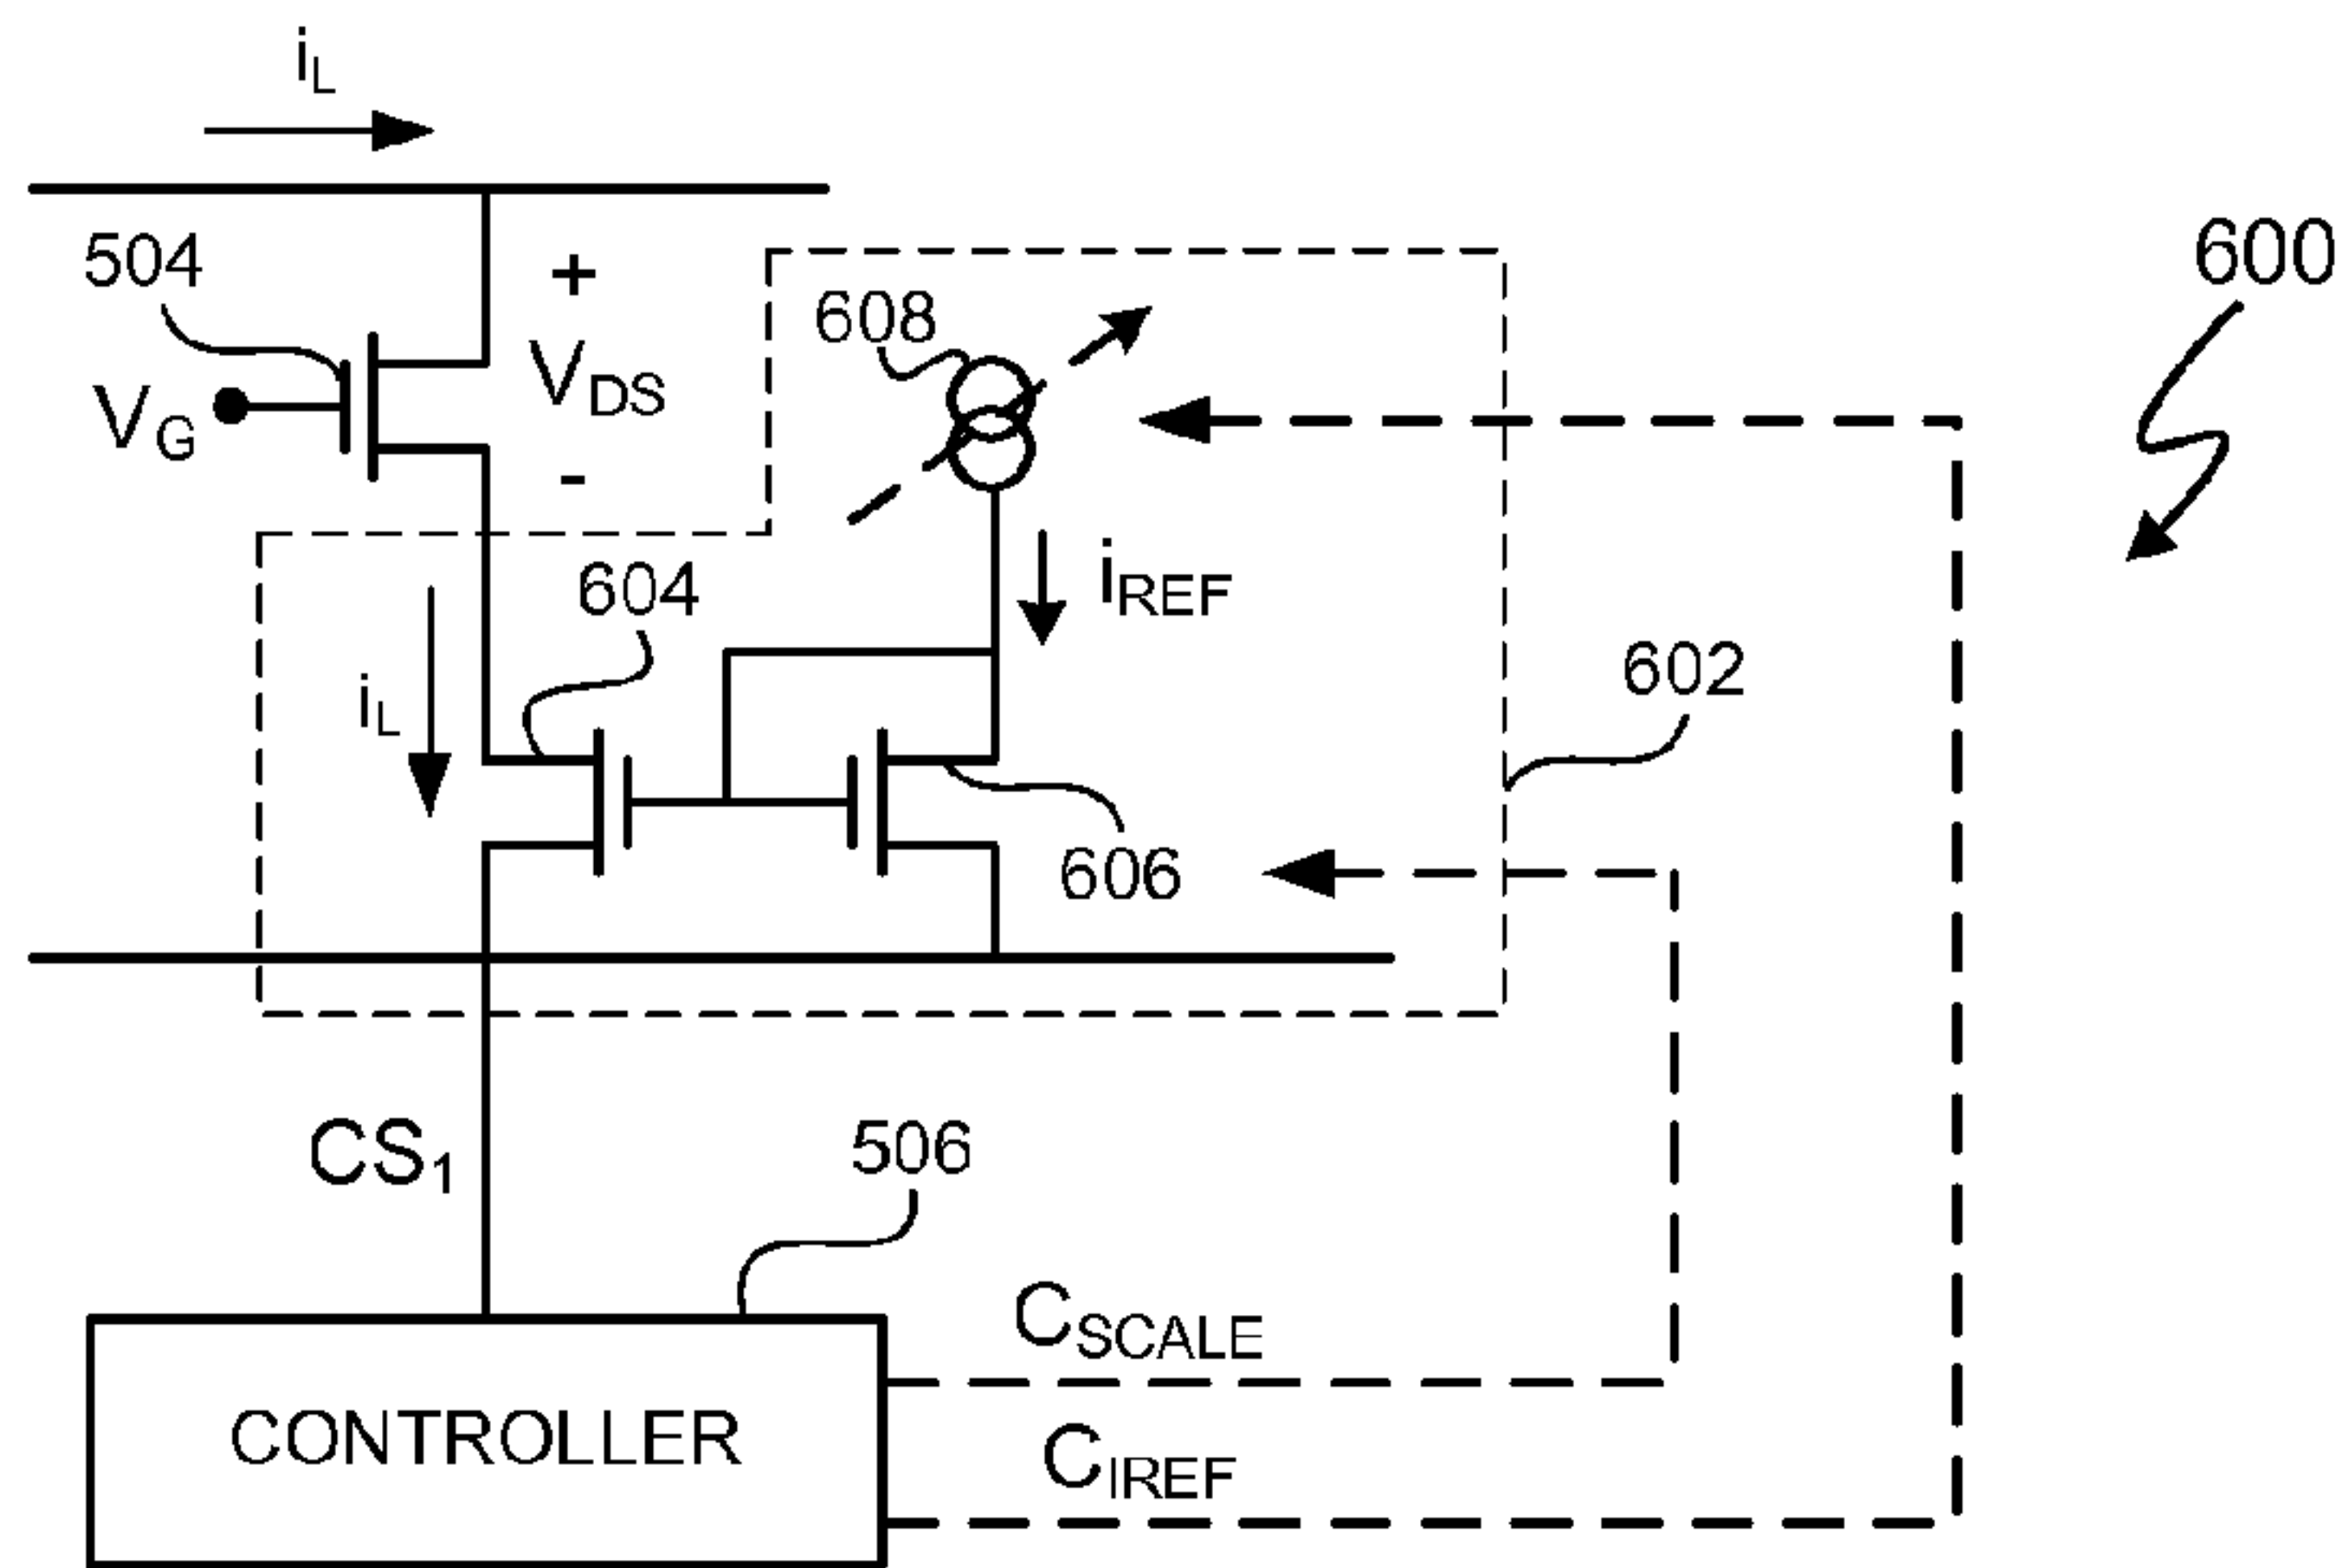 iL
504
+
608
600
VDS
VG
-
iREF
604
iL
602
606
CS1
506
CSCALE
CONTROLLER
CIREF